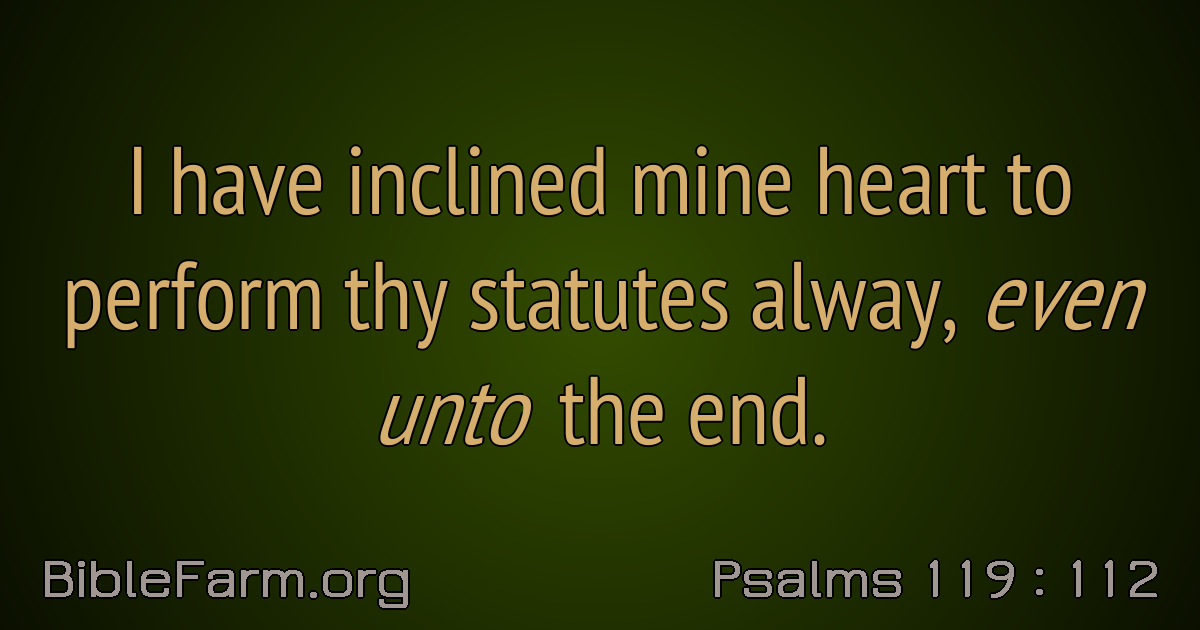 I have inclined mine heart to
perform thy statutes alway, even
unto the end.
BibleFarm.org
Psalms 119 : 112